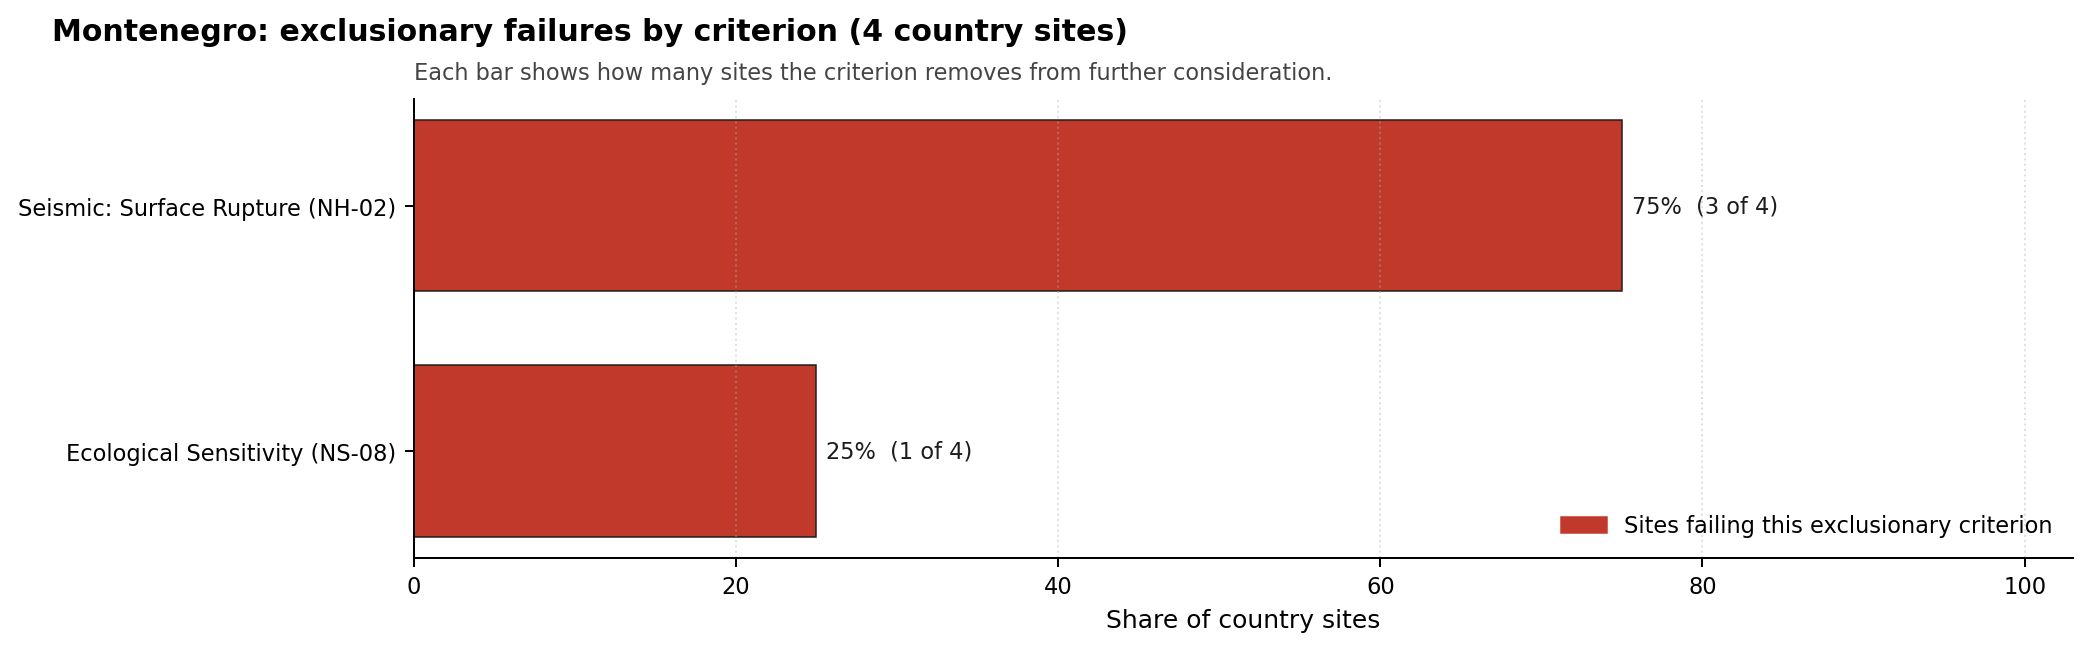 Montenegro: exclusionary failures by criterion (4 country sites)
Each bar shows how many sites the criterion removes from further consideration.
Seismic: Surface Rupture (NH-02)
75% (3 of 4)
Ecological Sensitivity (NS-08)
25% (1 of 4)
Sites failing this exclusionary criterion
0 20 40 60 80 100
Share of country sites